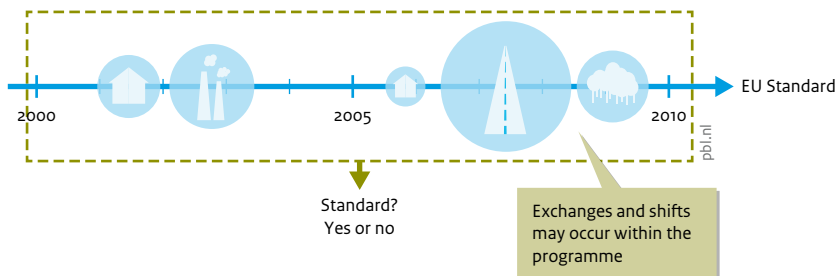 EU Standard
2000
2005
2010
pbl.nl
Standard?
Yes or no
Exchanges and shifts
may occur within the
programme